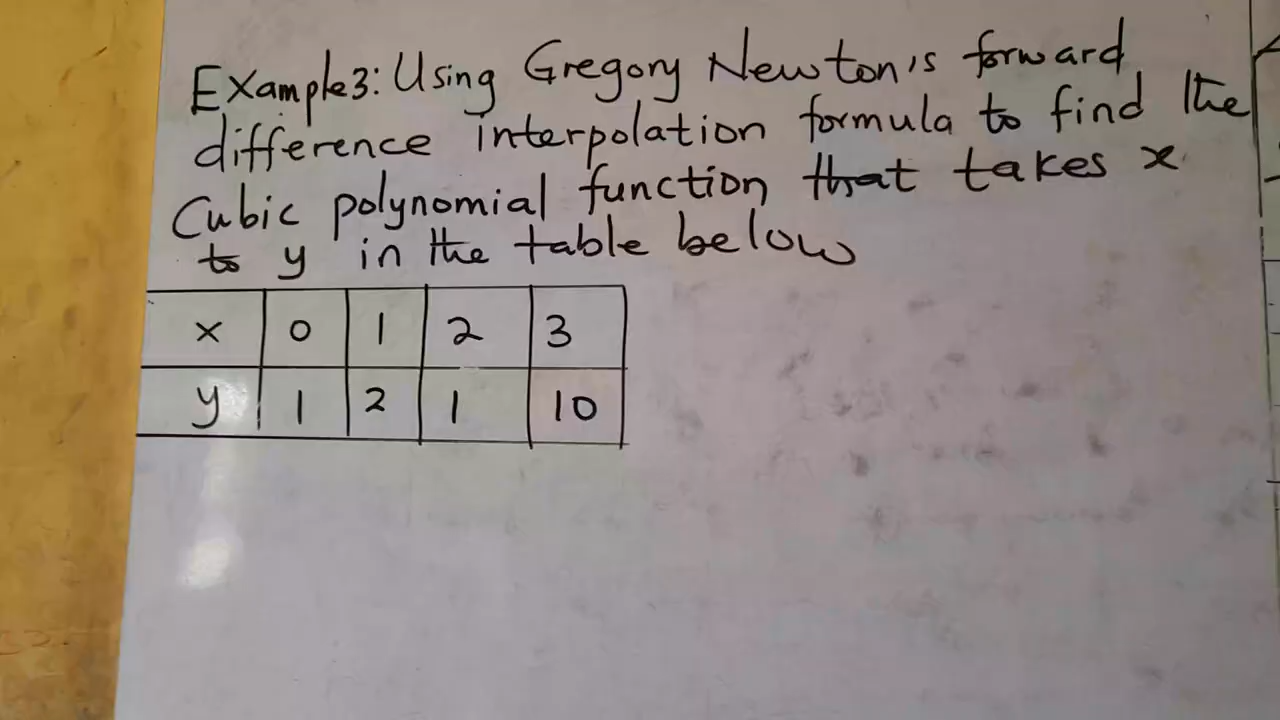 Example3: Using Gregory Newton's forward
difference interpolation formula to find the
Cubic polynomial function that takes x
to y in the table below
x 0 1 2 3
y 1 2 1 10